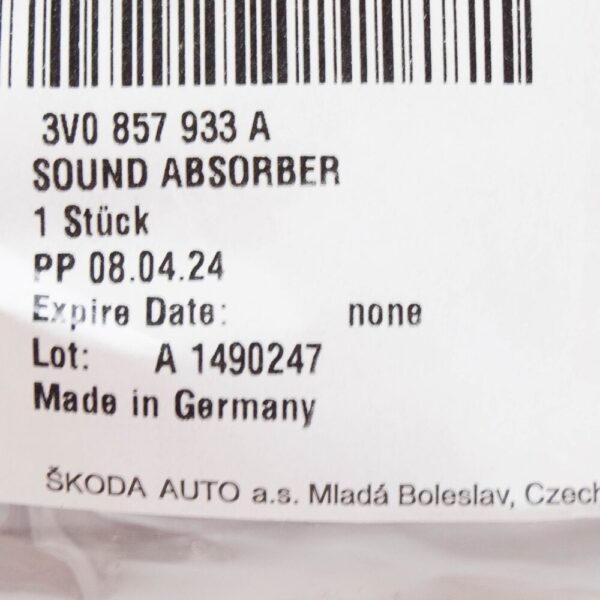 3V0 857 933 A
SOUND ABSORBER
1 Stück
PP 08.04.24
Expire Date: none
Lot: A 1490247
Made in Germany
ŠKODA AUTO a.s. Mladá Boleslav, Czech